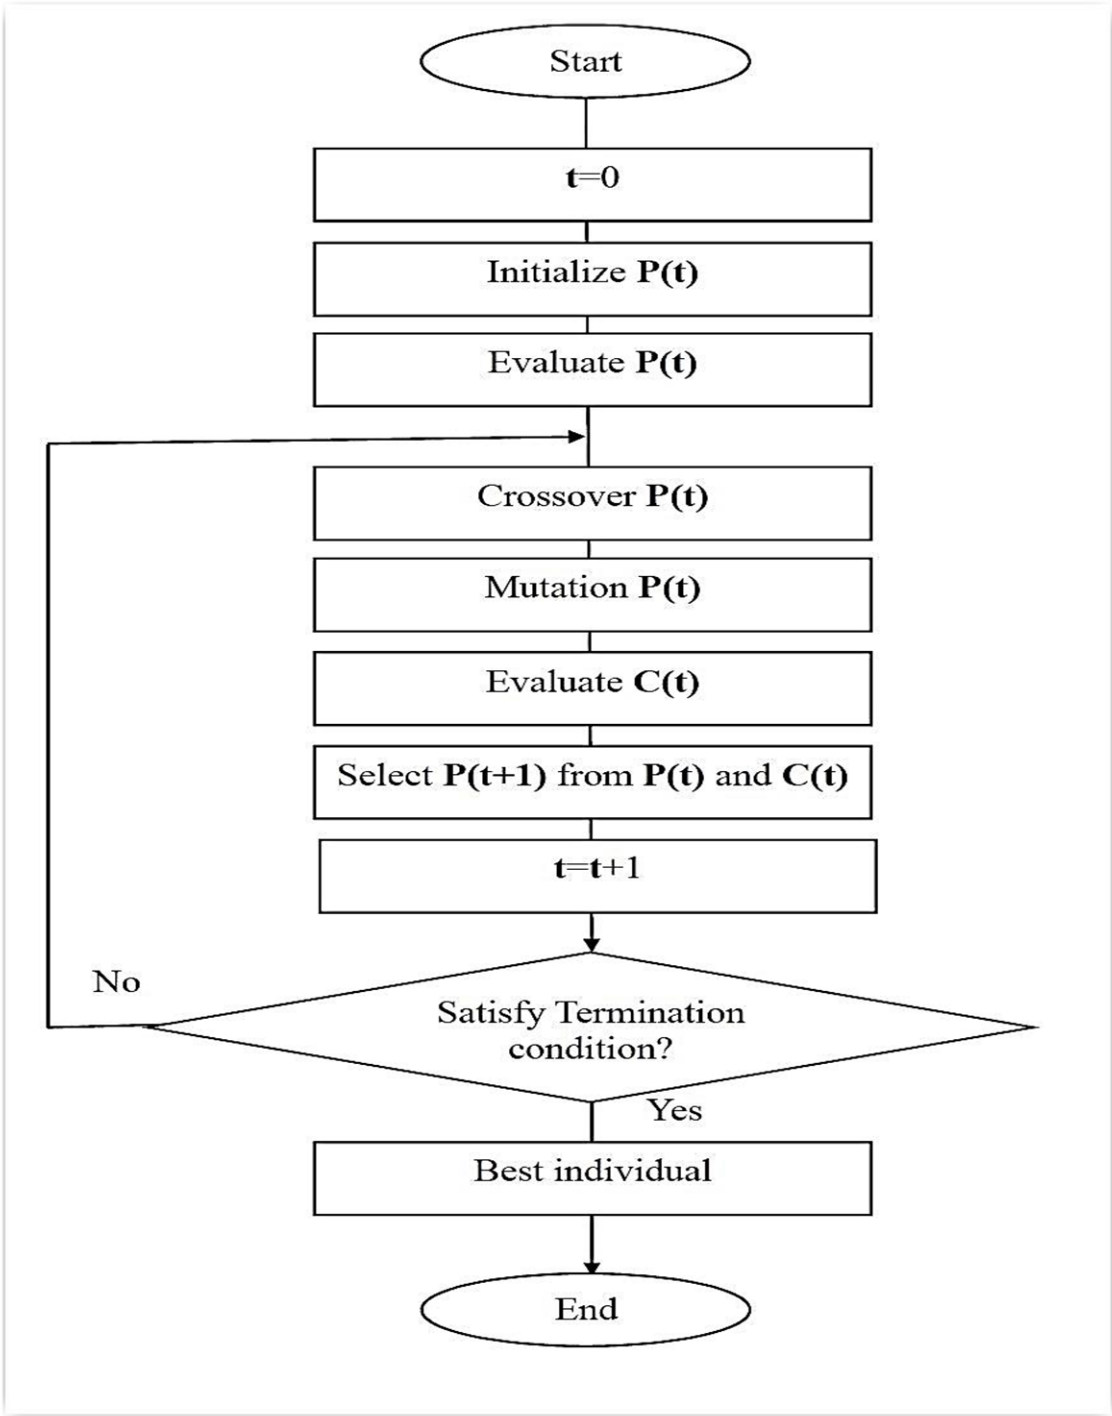 Start
t=0
Initialize P(t)
Evaluate P(t)
Crossover P(t)
Mutation P(t)
Evaluate C(t)
Select P(t+1) from P(t) and C(t)
t=t+1
No
Satisfy Termination
condition?
Yes
Best individual
End